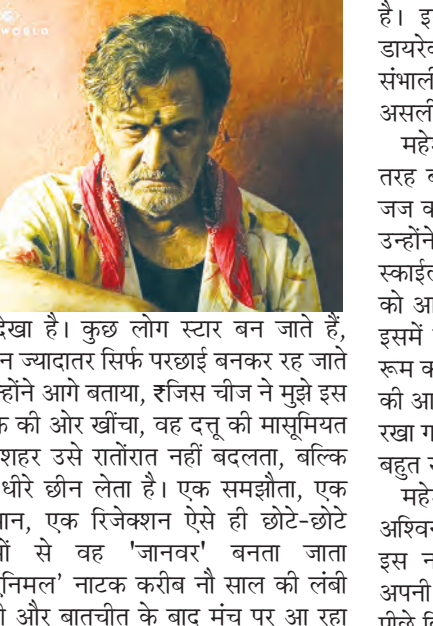 WORLD
देखा है। कुछ लोग स्टार बन जाते हैं,
न ज्यादातर सिर्फ परछाई बनकर रह जाते
न्होंने आगे बताया, ₹जिस चीज ने मुझे इस
क की ओर खींचा, वह दत्तू की मासूमियत
शहर उसे रातोंरात नहीं बदलता, बल्कि
धीरे छीन लेता है। एक समझौता, एक
मान, एक रिजेक्शन ऐसे ही छोटे-छोटे
से वह 'जानवर' बनता जाता
निमल’ नाटक करीब नौ साल की लंबी
और बातचीत के बाद मंच पर आ रहा
है। इ
डायरेक
संभाली
असली
महे
तरह ब
जज क
उन्होंने
स्काईल
को आ
इसमें
रूम क
की आ
रखा ग
बहुत र
महे
अश्विन
इस न
अपनी